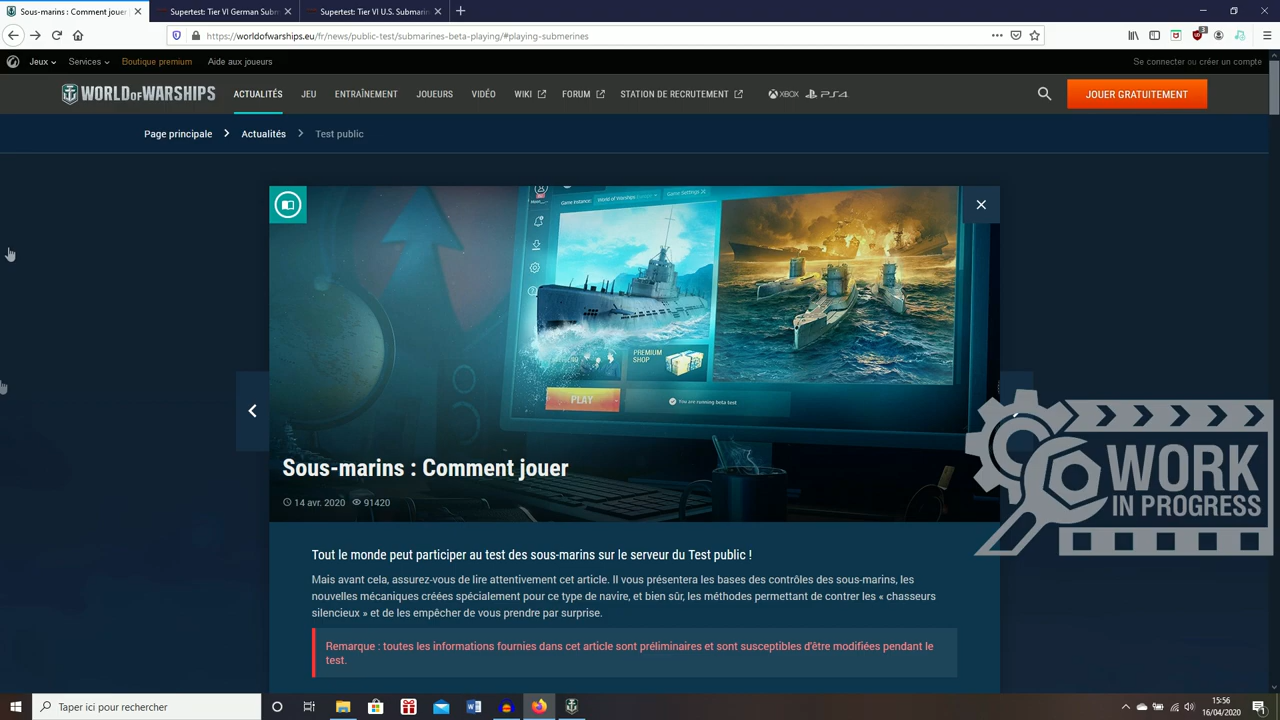 Sous-marins : Comment jouer
Supertest: Tier VI German Subm
Supertest: Tier VI U.S. Submarin
https://worldofwarships.eu/fr/news/public-test/submarines-beta-playing/#playing-submerines
Jeux
Services
Boutique premium
Aide aux joueurs
Se connecter ou créer un compte
WORLD OF WARSHIPS
ACTUALITÉS
JEU
ENTRAÎNEMENT
JOUEURS
VIDÉO
WIKI
FORUM
STATION DE RECRUTEMENT
XBOX
PS4
JOUER GRATUITEMENT
Page principale
Actualités
Test public
Game instance:
World of Warships
Game Settings
PREMIUM
SHOP
PLAY
You are running beta test
Sous-marins : Comment jouer
14 avr. 2020
91420
WORK
IN PROGRESS
Tout le monde peut participer au test des sous-marins sur le serveur du Test public !
Mais avant cela, assurez-vous de lire attentivement cet article. Il vous présentera les bases des contrôles des sous-marins, les
nouvelles mécaniques créées spécialement pour ce type de navire, et bien sûr, les méthodes permettant de contrer les « chasseurs
silencieux » et de les empêcher de vous prendre par surprise.
Remarque : toutes les informations fournies dans cet article sont préliminaires et sont susceptibles d'être modifiées pendant le
test.
Taper ici pour rechercher
15:56
16/04/2020